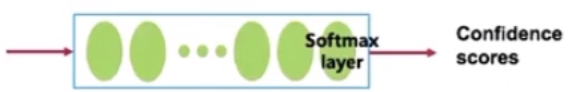 Softmax
layer
Confidence
scores